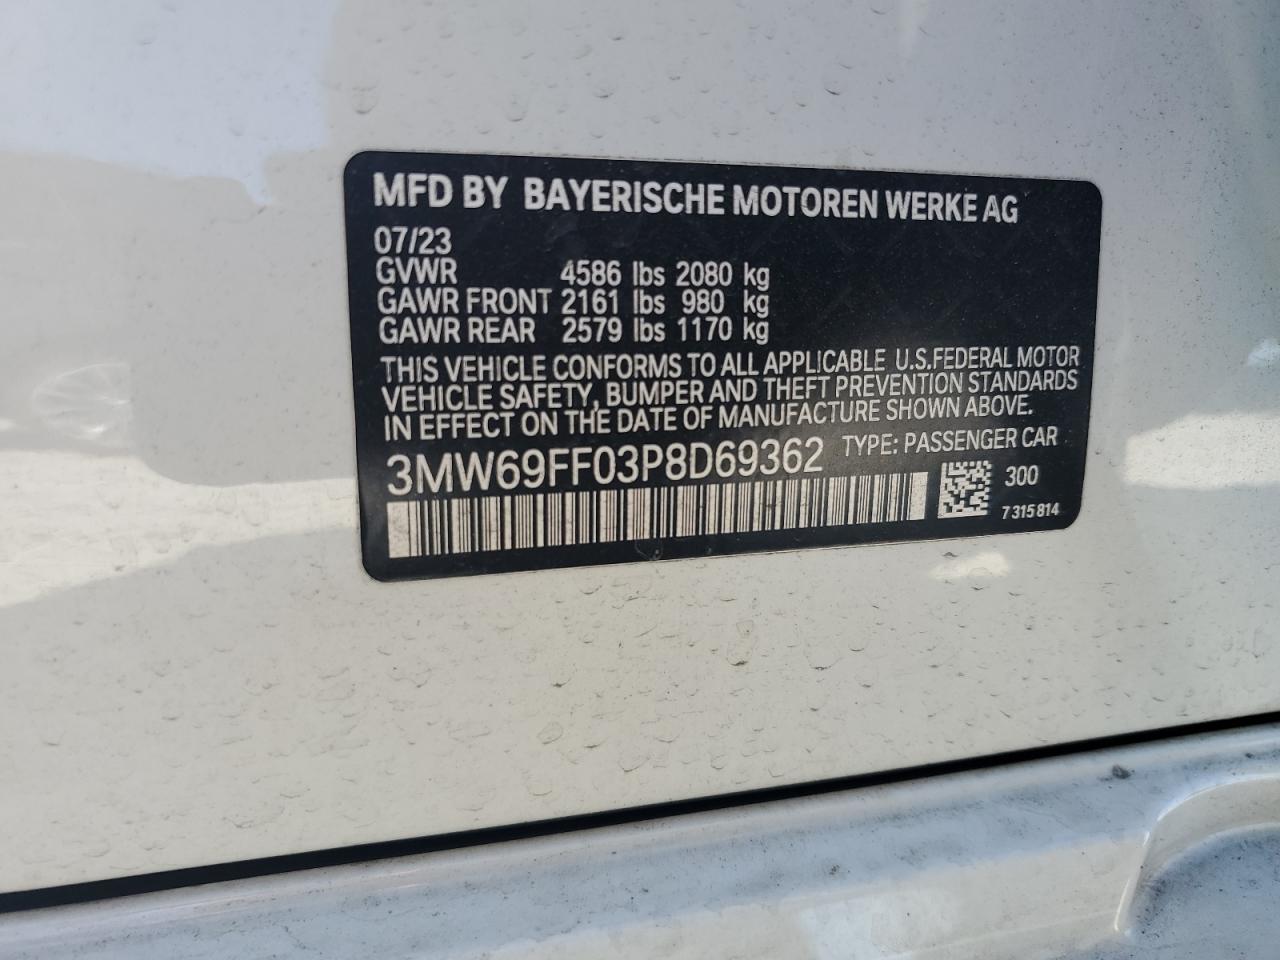 MFD BY BAYERISCHE MOTOREN WERKE AG
07/23
GVWR 4586 lbs 2080 kg
GAWR FRONT 2161 lbs 980 kg
GAWR REAR 2579 lbs 1170 kg
THIS VEHICLE CONFORMS TO ALL APPLICABLE U.S.FEDERAL MOTOR
VEHICLE SAFETY, BUMPER AND THEFT PREVENTION STANDARDS
IN EFFECT ON THE DATE OF MANUFACTURE SHOWN ABOVE.
3MW69FF03P8D69362 TYPE: PASSENGER CAR
300
7 315 814